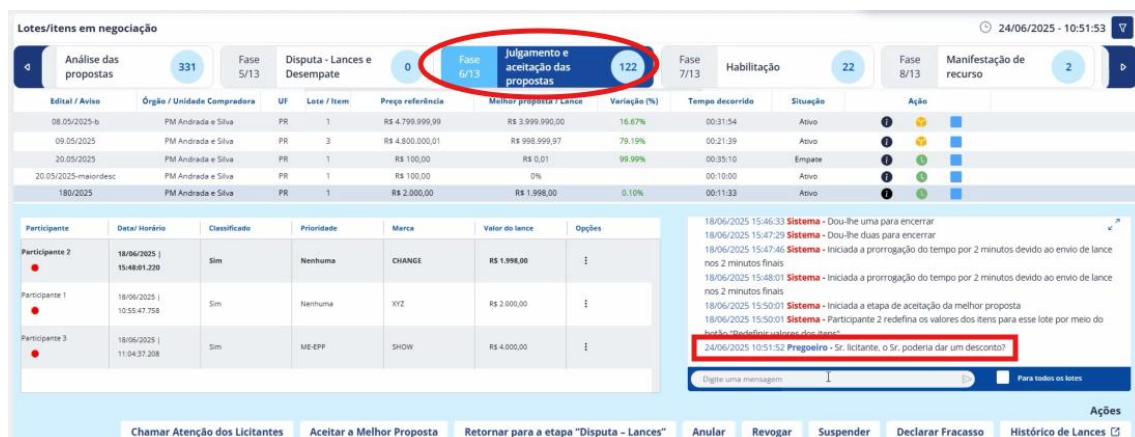 Lotes/itens em negociação
24/06/2025 - 10:51:53
Análise das propostas 331
Fase 5/13 Disputa - Lances e Desempate 0
Fase 6/13 Julgamento e aceitação das propostas 122
Fase 7/13 Habilitação 22
Fase 8/13 Manifestação de recurso 2
Edital / Aviso Órgão / Unidade Compradora UF Lote / Item Preço referência Melhor proposta / Lance Variação (%) Tempo decorrido Situação Ação
08.05/2025-b PM Andrada e Silva PR 1 R$ 4.799.999,99 R$ 3.999.990,00 16.67% 00:31:54 Ativo
09.05/2025 PM Andrada e Silva PR 3 R$ 4.800.000,01 R$ 998.999,97 79.19% 00:21:39 Ativo
20.05/2025 PM Andrada e Silva PR 1 R$ 100,00 R$ 0,01 99.99% 00:35:10 Empate
20.05/2025-maiordesc PM Andrada e Silva PR 1 R$ 100,00 0% 00:10:00 Ativo
180/2025 PM Andrada e Silva PR 1 R$ 2.000,00 R$ 1.998,00 0.10% 00:11:33 Ativo
Participante Data/ Horário Classificado Prioridade Marca Valor do lance Opções
Participante 2 18/06/2025 | 15:48:01.220 Sim Nenhuma CHANGE R$ 1.998,00
Participante 1 18/06/2025 | 10:55:47.758 Sim Nenhuma XYZ R$ 2.000,00
Participante 3 18/06/2025 | 11:04:37.208 Sim ME-EPP SHOW R$ 4.000,00
18/06/2025 15:46:33 Sistema - Dou-lhe uma para encerrar
18/06/2025 15:47:29 Sistema - Dou-lhe duas para encerrar
18/06/2025 15:47:46 Sistema - Iniciada a prorrogação do tempo por 2 minutos devido ao envio de lance
nos 2 minutos finais
18/06/2025 15:48:01 Sistema - Iniciada a prorrogação do tempo por 2 minutos devido ao envio de lance
nos 2 minutos finais
18/06/2025 15:50:01 Sistema - Iniciada a etapa de aceitação da melhor proposta
18/06/2025 15:50:01 Sistema - Participante 2 redefina os valores dos itens para esse lote por meio do
botão "Redefinir valores dos itens"
24/06/2025 10:51:52 Pregoeiro - Sr. licitante, o Sr. poderia dar um desconto?
Digite uma mensagem
Para todos os lotes
Ações
Chamar Atenção dos Licitantes Aceitar a Melhor Proposta Retornar para a etapa "Disputa – Lances" Anular Revogar Suspender Declarar Fracasso Histórico de Lances